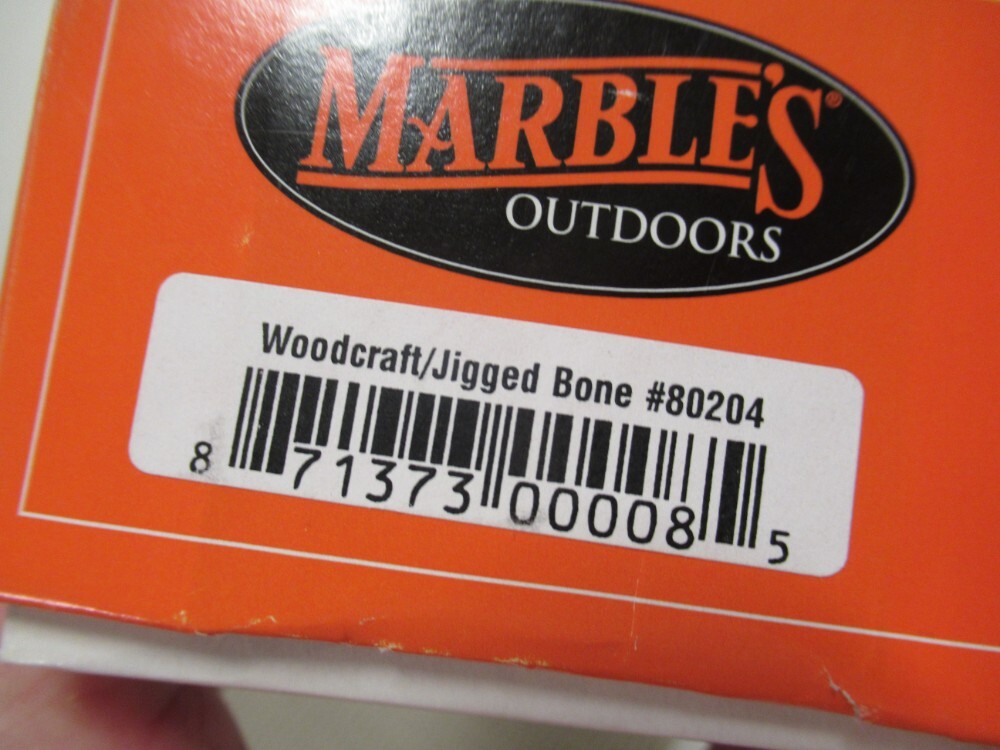 MARBLE'S®
OUTDOORS
Woodcraft/Jigged Bone #80204
8 71373 00008 5